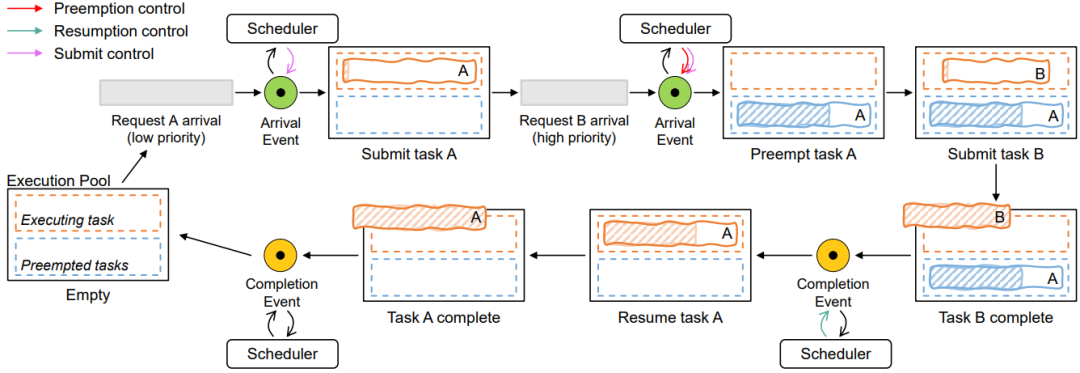 Preemption control
Resumption control
Submit control
Scheduler
Scheduler
A
B
A
A
Request A arrival
(low priority)
Arrival
Event
Submit task A
Request B arrival
(high priority)
Arrival
Event
Preempt task A
Submit task B
Execution Pool
Executing task
Preempted tasks
Empty
Completion
Event
Scheduler
A
Task A complete
A
Resume task A
Completion
Event
Scheduler
B
A
Task B complete